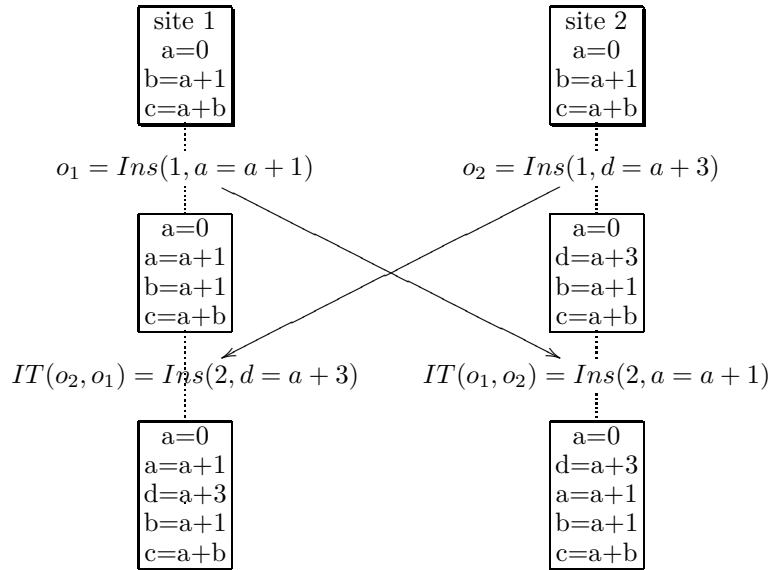 site 1
a=0
b=a+1
c=a+b
site 2
a=0
b=a+1
c=a+b
o₁ = Ins(1, a = a + 1)
o₂ = Ins(1, d = a + 3)
a=0
a=a+1
b=a+1
c=a+b
a=0
d=a+3
b=a+1
c=a+b
IT(o₂, o₁) = Ins(2, d = a + 3)
IT(o₁, o₂) = Ins(2, a = a + 1)
a=0
a=a+1
d=a+3
b=a+1
c=a+b
a=0
d=a+3
a=a+1
b=a+1
c=a+b